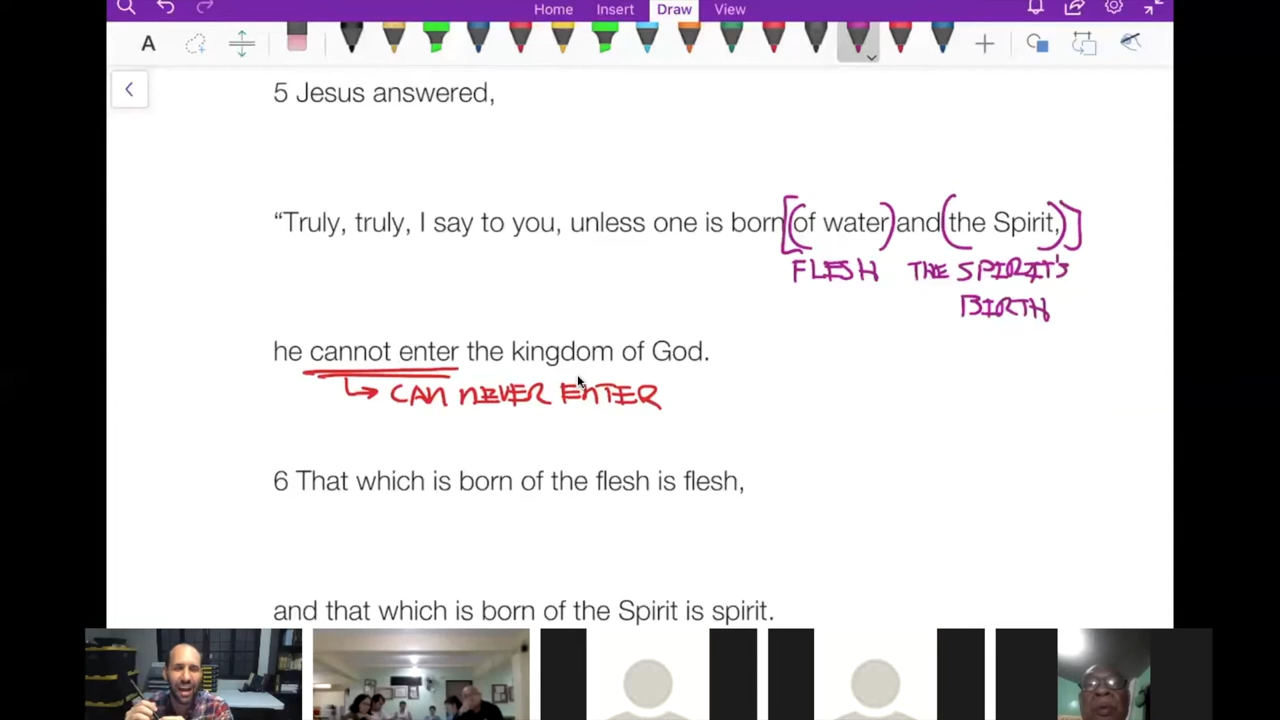 Home Insert Draw View
A
5 Jesus answered,
“Truly, truly, I say to you, unless one is born [(of water) and (the Spirit,)]
FLESH THE SPIRIT'S
BIRTH
he cannot enter the kingdom of God.
↳ CAN NEVER ENTER
6 That which is born of the flesh is flesh,
and that which is born of the Spirit is spirit.